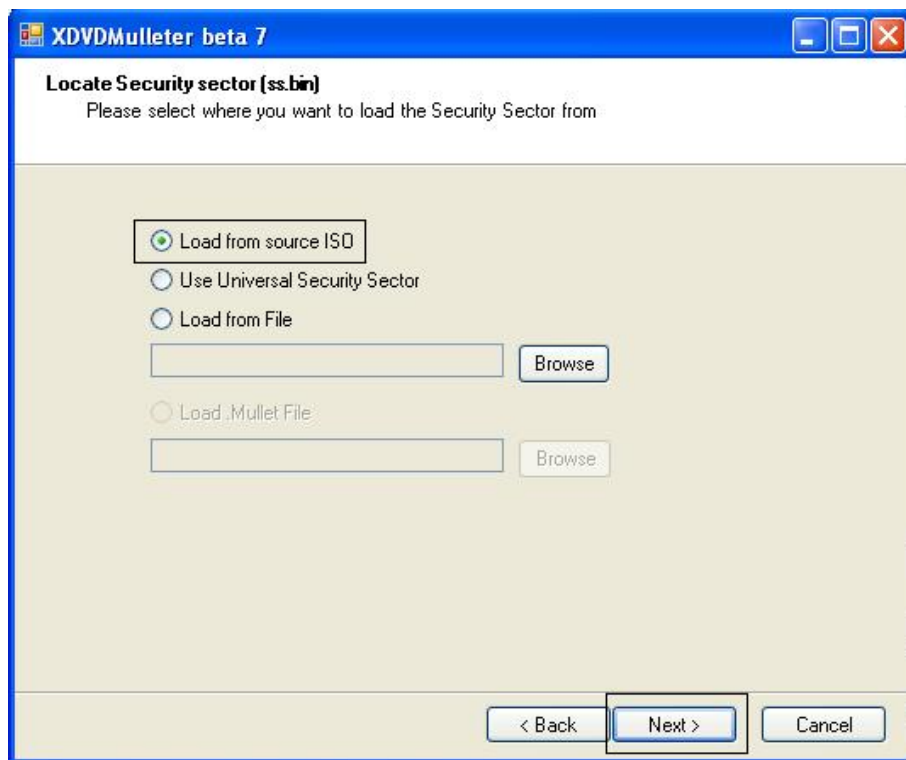 XDVDMulleter beta 7
Locate Security sector (ss.bin)
Please select where you want to load the Security Sector from
Load from source ISO
Use Universal Security Sector
Load from File
Browse
Load .Mullet File
Browse
< Back Next > Cancel